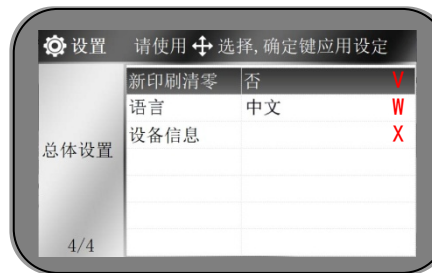 设置 请使用 选择,确定键应用设定
新印刷清零 否 V
语言 中文 W
设备信息 X
总体设置
4/4